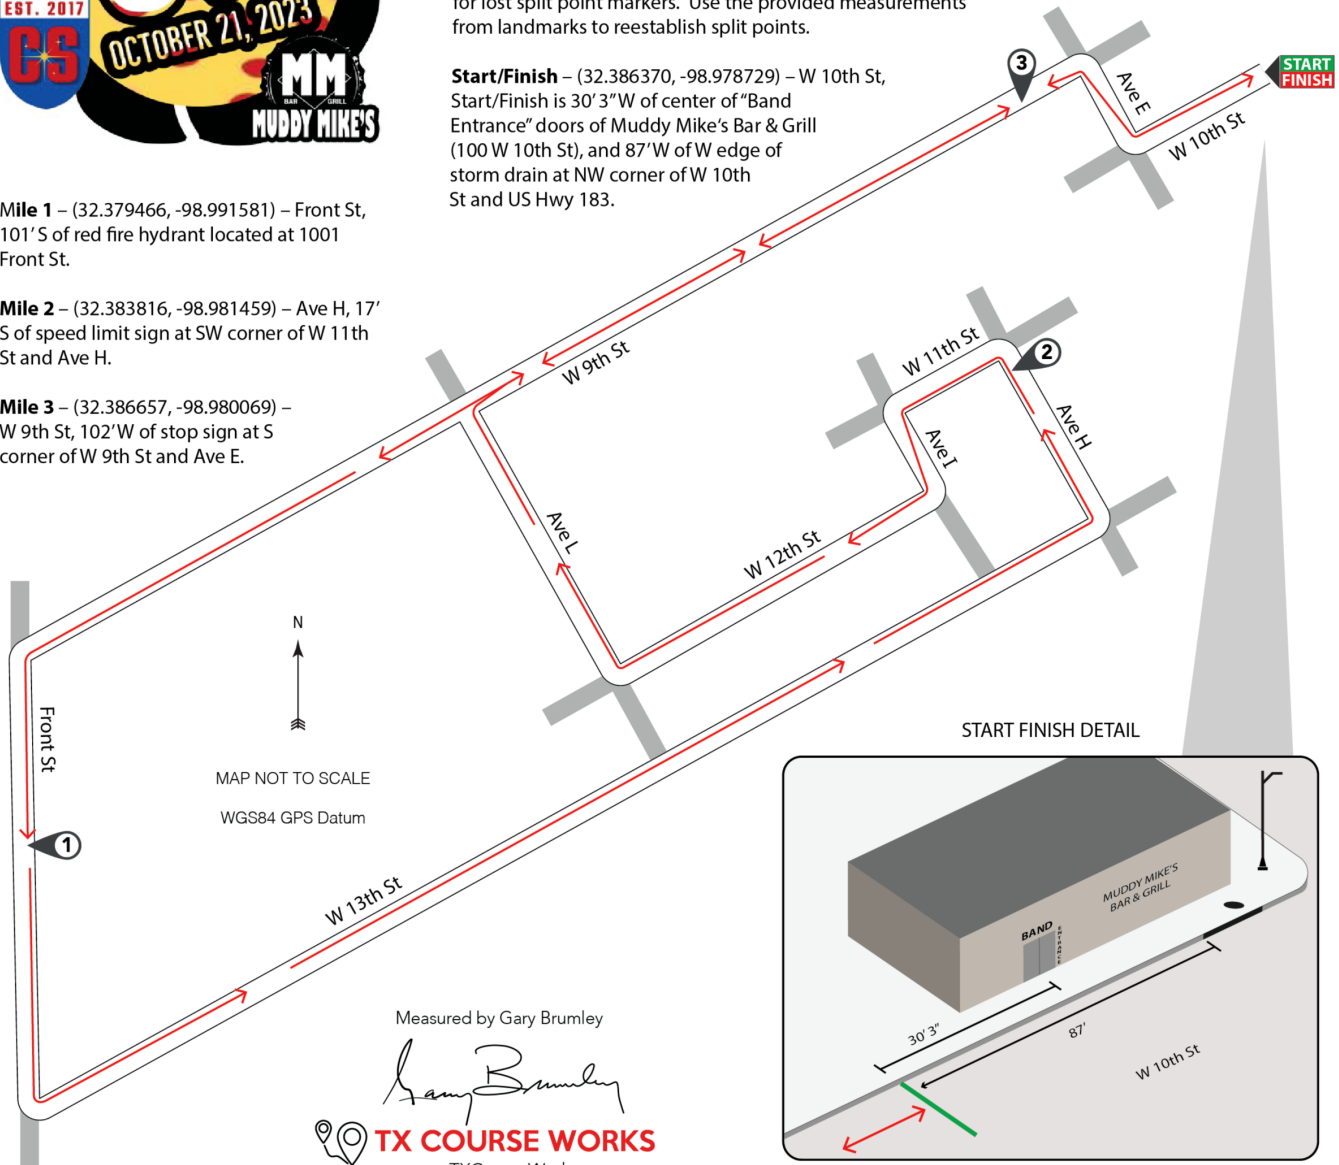 EST. 2017
CS
OCTOBER 21, 2023
MM
BAR GRILL
MUDDY MIKE'S
for lost split point markers. Use the provided measurements
from landmarks to reestablish split points.
Start/Finish – (32.386370, -98.978729) – W 10th St,
Start/Finish is 30' 3" W of center of "Band
Entrance" doors of Muddy Mike's Bar & Grill
(100 W 10th St), and 87' W of W edge of
storm drain at NW corner of W 10th
St and US Hwy 183.
Mile 1 – (32.379466, -98.991581) – Front St,
101' S of red fire hydrant located at 1001
Front St.
Mile 2 – (32.383816, -98.981459) – Ave H, 17'
S of speed limit sign at SW corner of W 11th
St and Ave H.
Mile 3 – (32.386657, -98.980069) –
W 9th St, 102' W of stop sign at S
corner of W 9th St and Ave E.
3
Ave E
START
FINISH
W 10th St
W 9th St
W 11th St
2
Ave H
Ave I
Ave L
W 12th St
N
Front St
MAP NOT TO SCALE
WGS84 GPS Datum
1
W 13th St
START FINISH DETAIL
MUDDY MIKE'S
BAR & GRILL
BAND
ENTRANCE
30' 3"
87'
W 10th St
Measured by Gary Brumley
Gary Brumley
TX COURSE WORKS